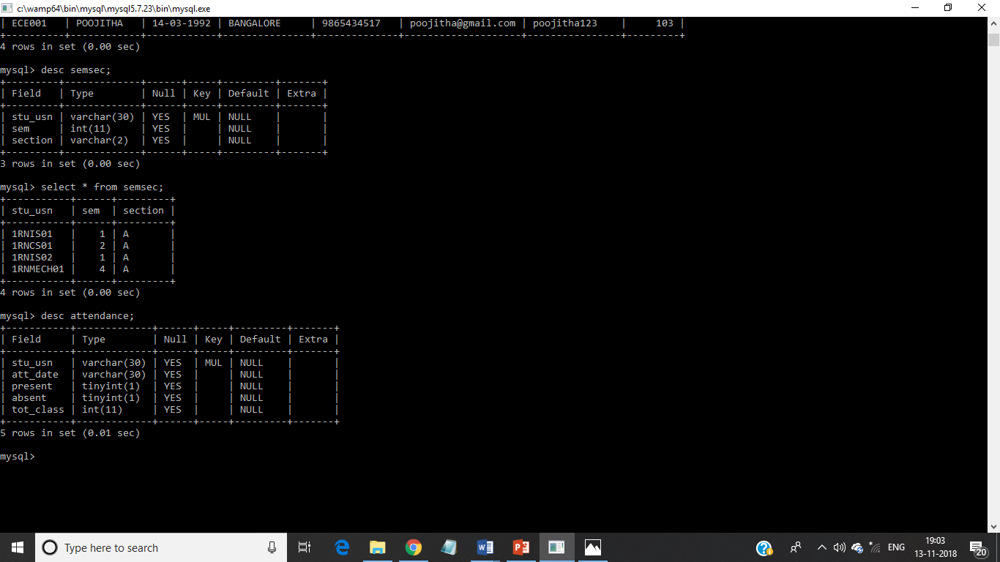 c:\wamp64\bin\mysql\mysql5.7.23\bin\mysql.exe
| ECE001   | POOJITHA   | 14-03-1992 | BANGALORE     | 9865434517   | poojitha@gmail.com | poojitha123    |     103 |
+----------+------------+------------+---------------+--------------+--------------------+----------------+---------+
4 rows in set (0.00 sec)

mysql> desc semsec;
+---------+-------------+------+-----+---------+-------+
| Field   | Type        | Null | Key | Default | Extra |
+---------+-------------+------+-----+---------+-------+
| stu_usn | varchar(30) | YES  | MUL | NULL    |       |
| sem     | int(11)     | YES  |     | NULL    |       |
| section | varchar(2)  | YES  |     | NULL    |       |
+---------+-------------+------+-----+---------+-------+
3 rows in set (0.00 sec)

mysql> select * from semsec;
+-----------+------+---------+
| stu_usn   | sem  | section |
+-----------+------+---------+
| 1RNIS01   |    1 | A       |
| 1RNCS01   |    2 | A       |
| 1RNIS02   |    1 | A       |
| 1RNMECH01 |    4 | A       |
+-----------+------+---------+
4 rows in set (0.00 sec)

mysql> desc attendance;
+-----------+-------------+------+-----+---------+-------+
| Field     | Type        | Null | Key | Default | Extra |
+-----------+-------------+------+-----+---------+-------+
| stu_usn   | varchar(30) | YES  | MUL | NULL    |       |
| att_date  | varchar(30) | YES  |     | NULL    |       |
| present   | tinyint(1)  | YES  |     | NULL    |       |
| absent    | tinyint(1)  | YES  |     | NULL    |       |
| tot_class | int(11)     | YES  |     | NULL    |       |
+-----------+-------------+------+-----+---------+-------+
5 rows in set (0.01 sec)

mysql>
Type here to search
ENG
19:03
13-11-2018
20